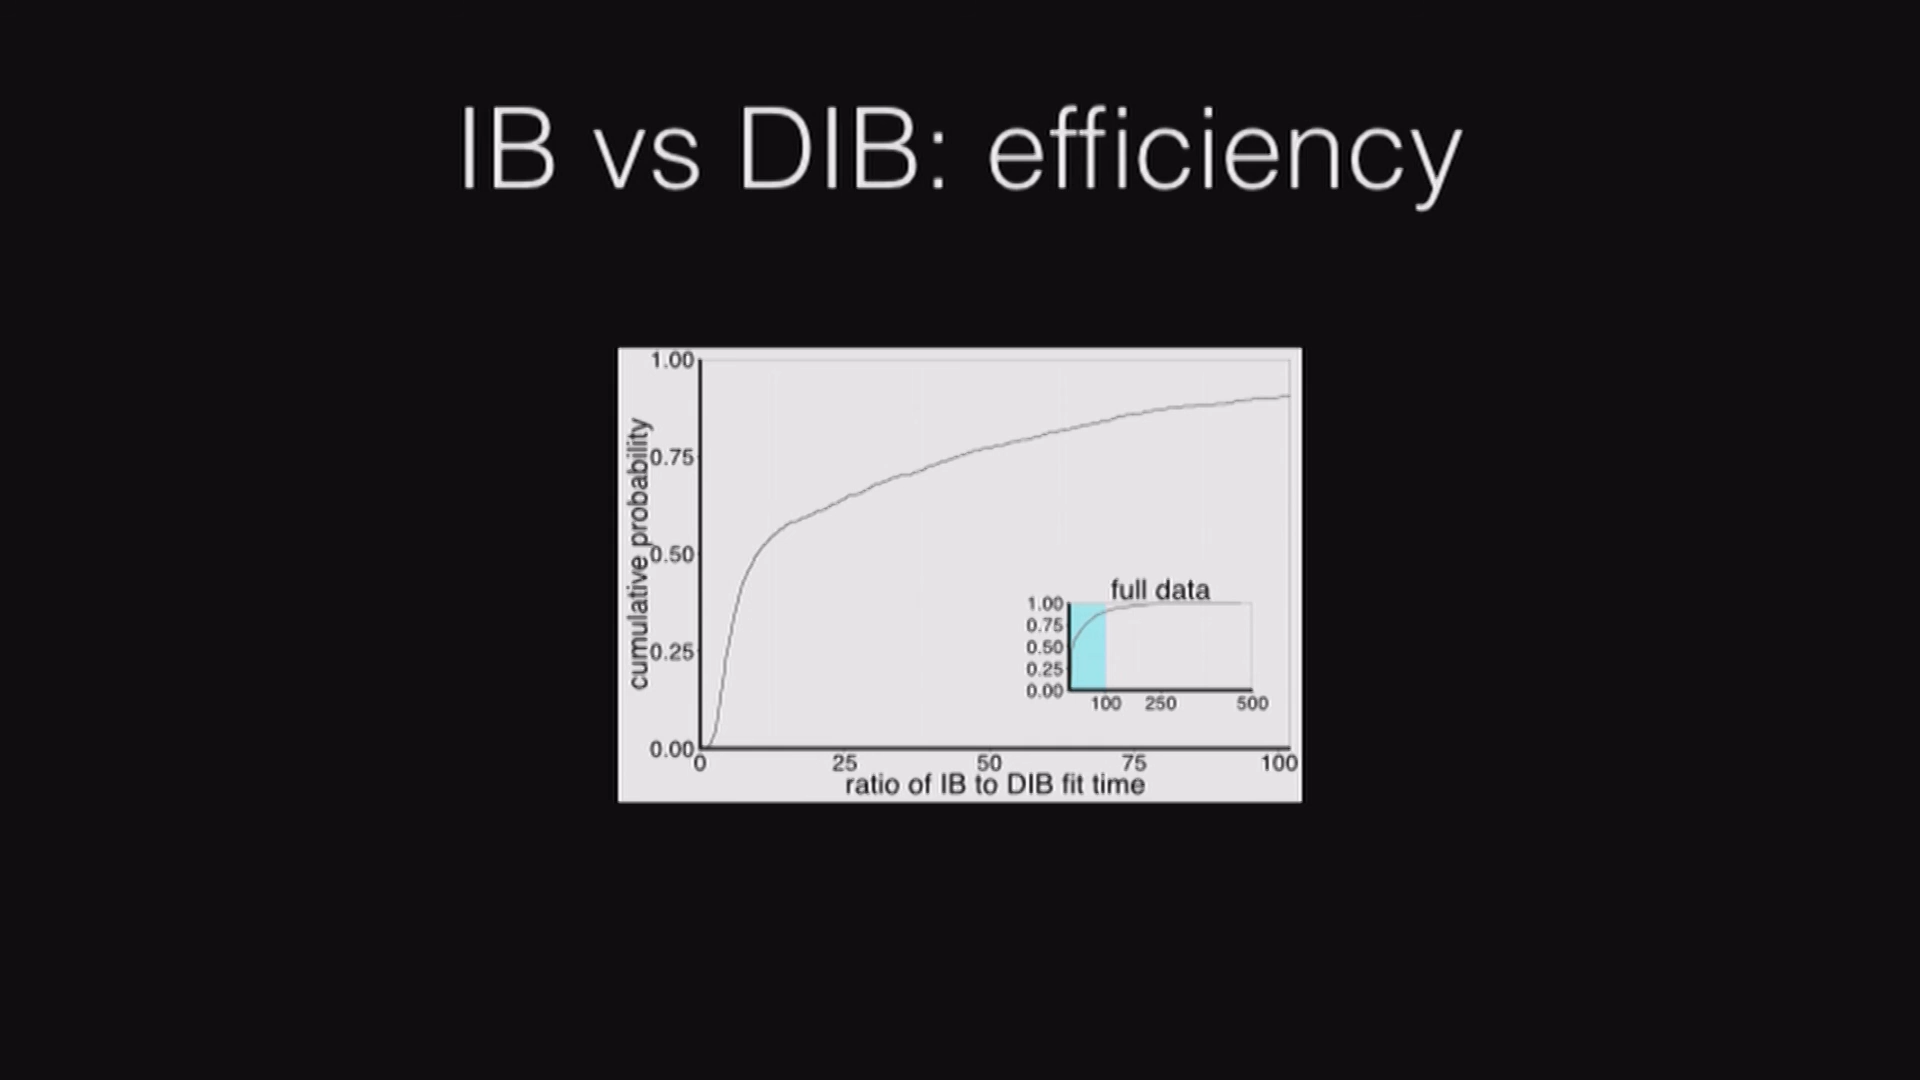 IB vs DIB: efficiency
1.00
0.75
0.50
0.25
0.00
cumulative probability
0 25 50 75 100
ratio of IB to DIB fit time
full data
1.00
0.75
0.50
0.25
0.00
100 250 500